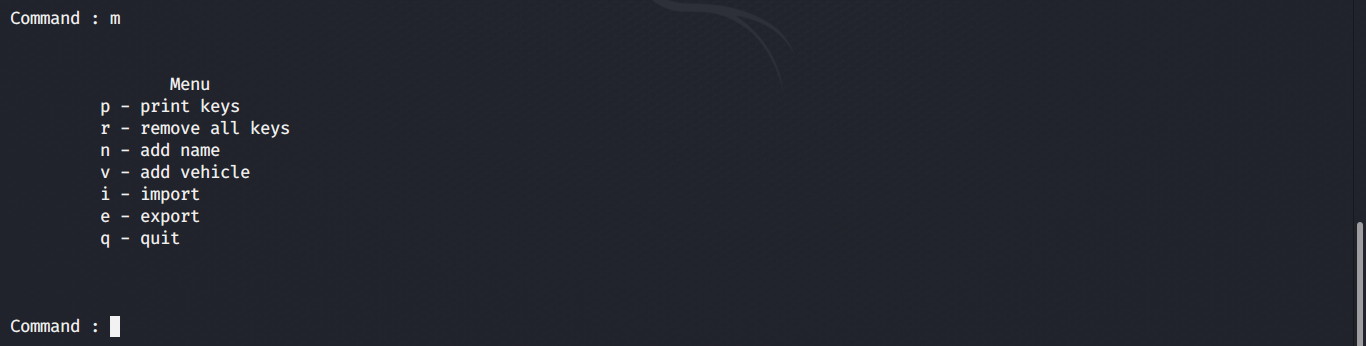 Command : m
Menu
p - print keys
r - remove all keys
n - add name
v - add vehicle
i - import
e - export
q - quit
Command :